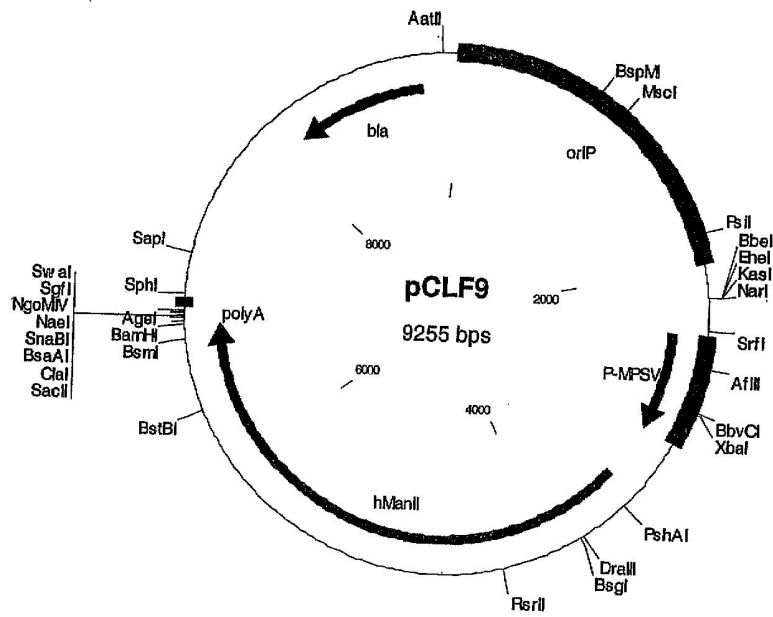 AatII
BspMI
MscI
bla
oriP
PsiI
BbeI
EheI
KasI
NarI
SapI
8000
pCLF9
2000
SwaI
SgfI
SphI
NgoMIV
NaeI
AgeI
polyA
SnaBI
BamHI
9255 bps
SrfI
BsaAI
BsmI
ClaI
SacII
6000
P-MPSV
AflII
4000
BbvCI
XbaI
BstBI
hManII
PshAI
DraIII
BsgI
RsrII